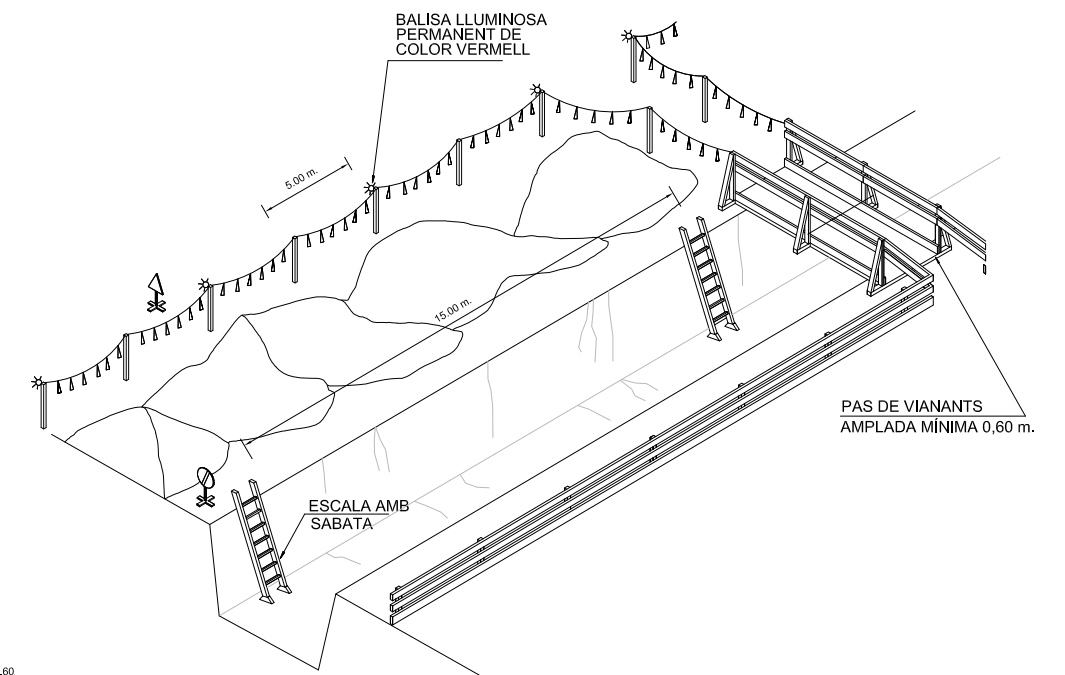 BALISA LLUMINOSA
PERMANENT DE
COLOR VERMELL
5.00 m.
15.00 m.
PAS DE VIANANTS
AMPLADA MÍNIMA 0,60 m.
ESCALA AMB
SABATA
.60